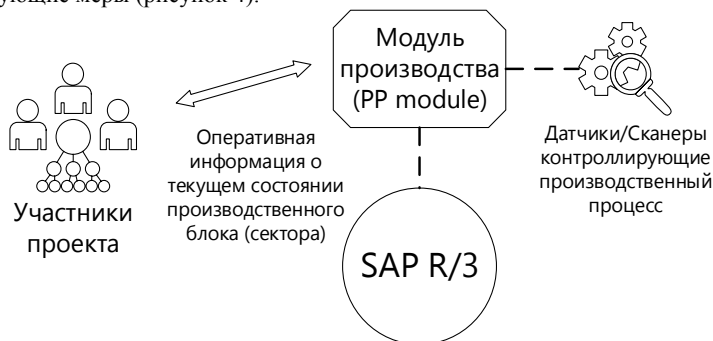 ующие меры (рисунок 4).
Модуль
производства
(PP module)
Оперативная
информация о
текущем состоянии
производственного
блока (сектора)
Датчики/Сканеры
контроллирующие
производственный
процесс
Участники
проекта
SAP R/3